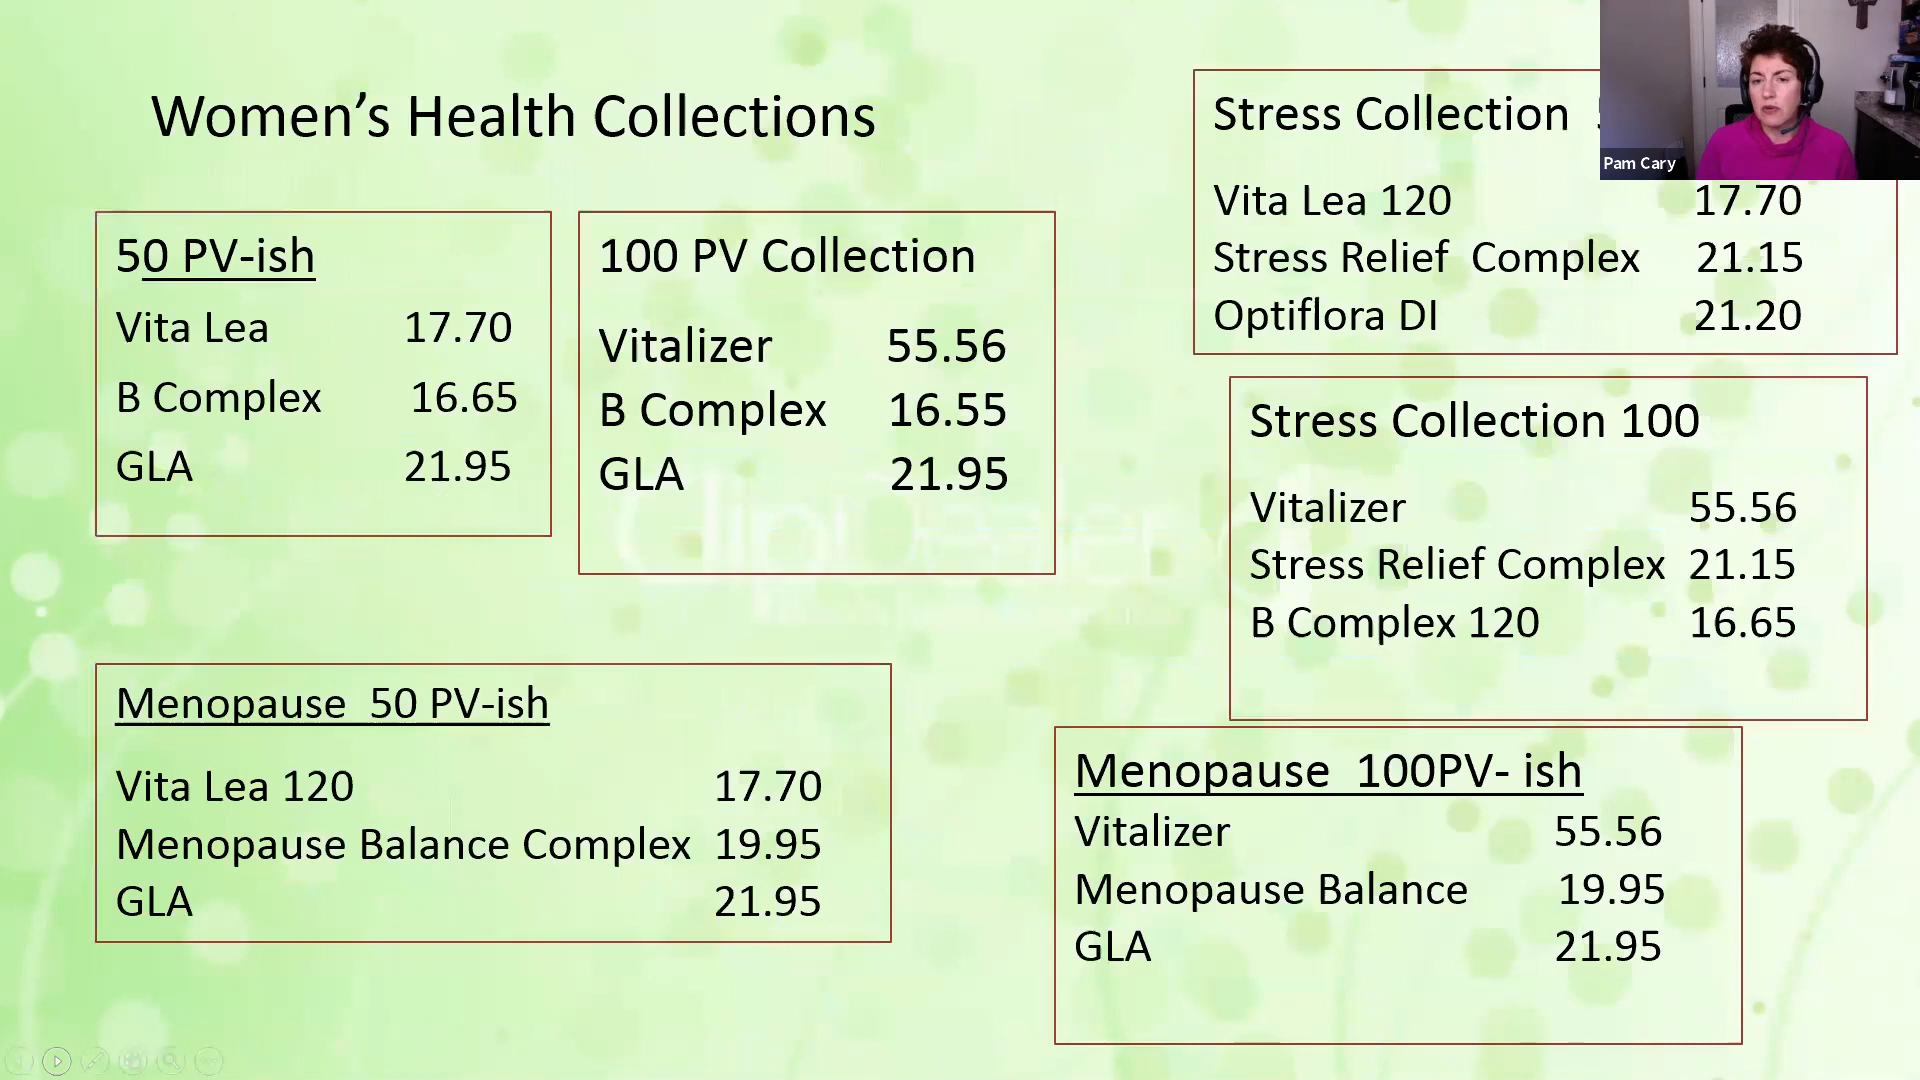 Women's Health Collections
50 PV-ish
Vita Lea 17.70
B Complex 16.65
GLA 21.95
100 PV Collection
Vitalizer 55.56
B Complex 16.55
GLA 21.95
Stress Collection
Vita Lea 120 17.70
Stress Relief Complex 21.15
Optiflora DI 21.20
Pam Cary
Stress Collection 100
Vitalizer 55.56
Stress Relief Complex 21.15
B Complex 120 16.65
Menopause 50 PV-ish
Vita Lea 120 17.70
Menopause Balance Complex 19.95
GLA 21.95
Menopause 100PV- ish
Vitalizer 55.56
Menopause Balance 19.95
GLA 21.95